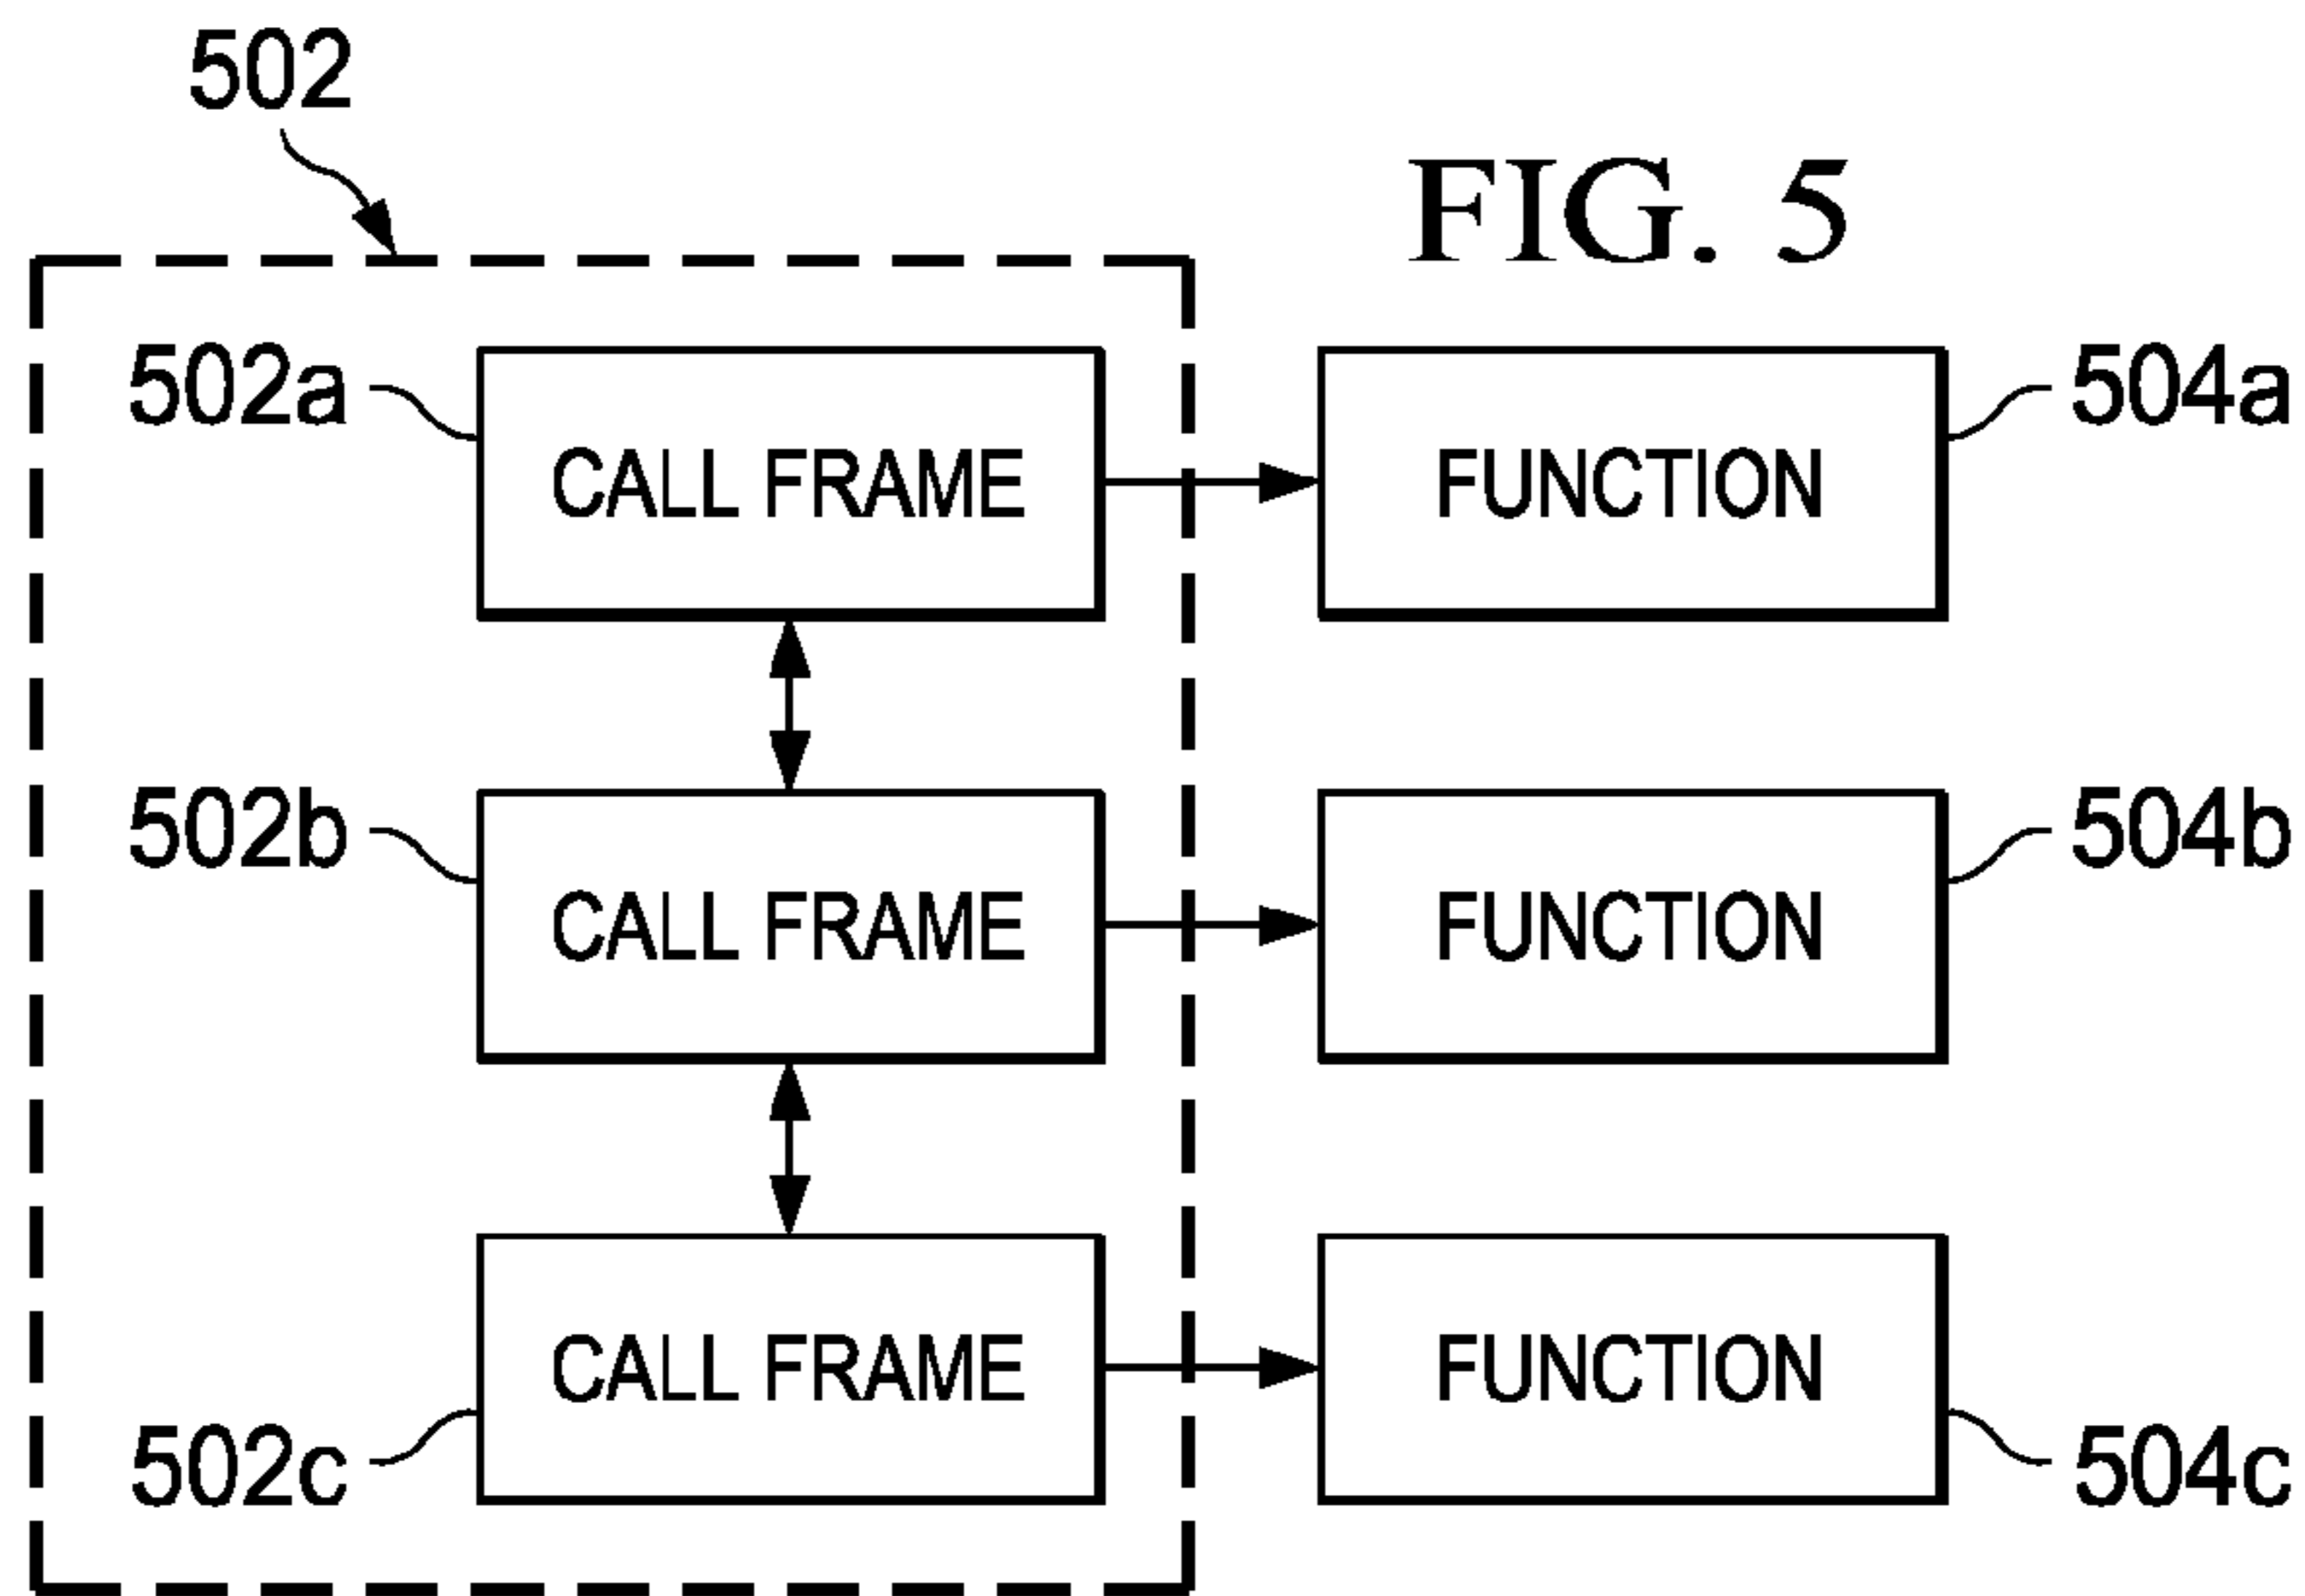 502
FIG. 5
502a
CALL FRAME
FUNCTION
504a
502b
CALL FRAME
FUNCTION
504b
CALL FRAME
FUNCTION
502c
504c